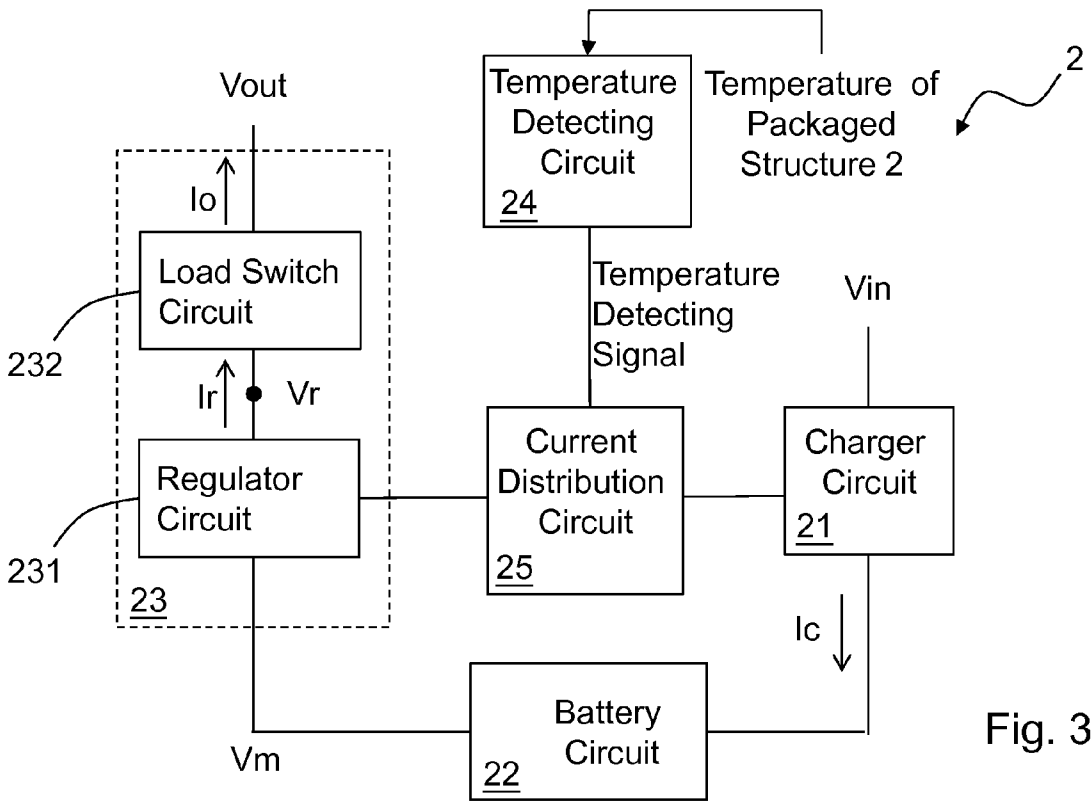 Vout
Io
Load Switch
Circuit
232
Ir
Vr
Regulator
Circuit
231
23
Vm
Temperature
Detecting
Circuit
24
Temperature of
Packaged
Structure 2
2
Temperature
Detecting
Signal
Vin
Current
Distribution
Circuit
25
Charger
Circuit
21
Ic
Battery
Circuit
22
Fig. 3